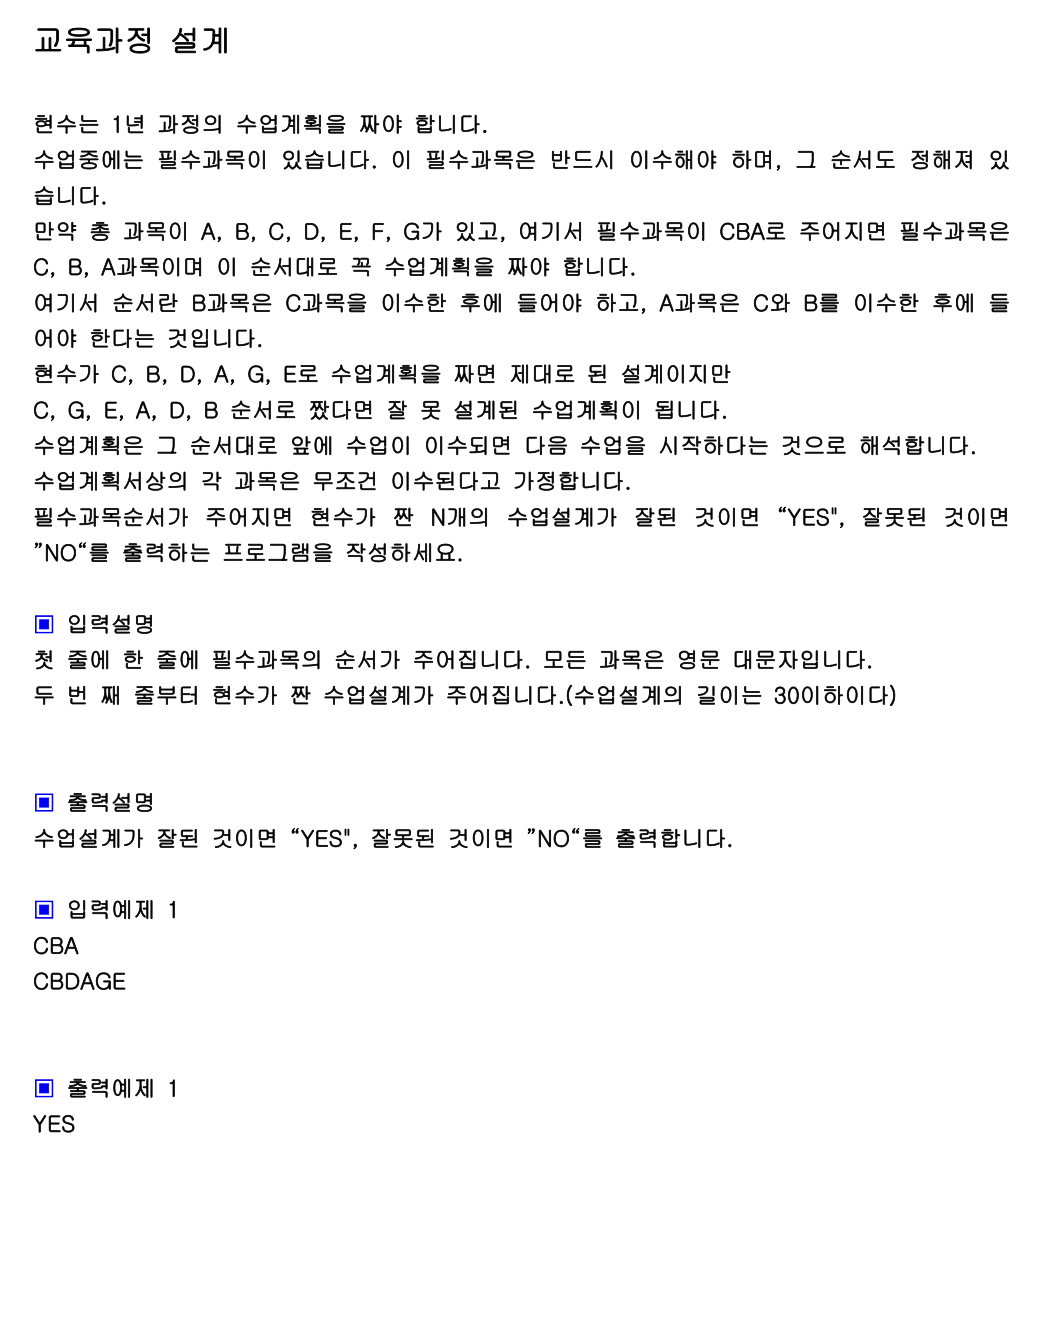 교육과정 설계
현수는 1년 과정의 수업계획을 짜야 합니다.
수업중에는 필수과목이 있습니다. 이 필수과목은 반드시 이수해야 하며, 그 순서도 정해져 있
습니다.
만약 총 과목이 A, B, C, D, E, F, G가 있고, 여기서 필수과목이 CBA로 주어지면 필수과목은
C, B, A과목이며 이 순서대로 꼭 수업계획을 짜야 합니다.
여기서 순서란 B과목은 C과목을 이수한 후에 들어야 하고, A과목은 C와 B를 이수한 후에 들
어야 한다는 것입니다.
현수가 C, B, D, A, G, E로 수업계획을 짜면 제대로 된 설계이지만
C, G, E, A, D, B 순서로 짰다면 잘 못 설계된 수업계획이 됩니다.
수업계획은 그 순서대로 앞에 수업이 이수되면 다음 수업을 시작하다는 것으로 해석합니다.
수업계획서상의 각 과목은 무조건 이수된다고 가정합니다.
필수과목순서가 주어지면 현수가 짠 N개의 수업설계가 잘된 것이면 “YES", 잘못된 것이면
”NO“를 출력하는 프로그램을 작성하세요.
▣ 입력설명
첫 줄에 한 줄에 필수과목의 순서가 주어집니다. 모든 과목은 영문 대문자입니다.
두 번 째 줄부터 현수가 짠 수업설계가 주어집니다.(수업설계의 길이는 30이하이다)
▣ 출력설명
수업설계가 잘된 것이면 “YES", 잘못된 것이면 ”NO“를 출력합니다.
▣ 입력예제 1
CBA
CBDAGE
▣ 출력예제 1
YES